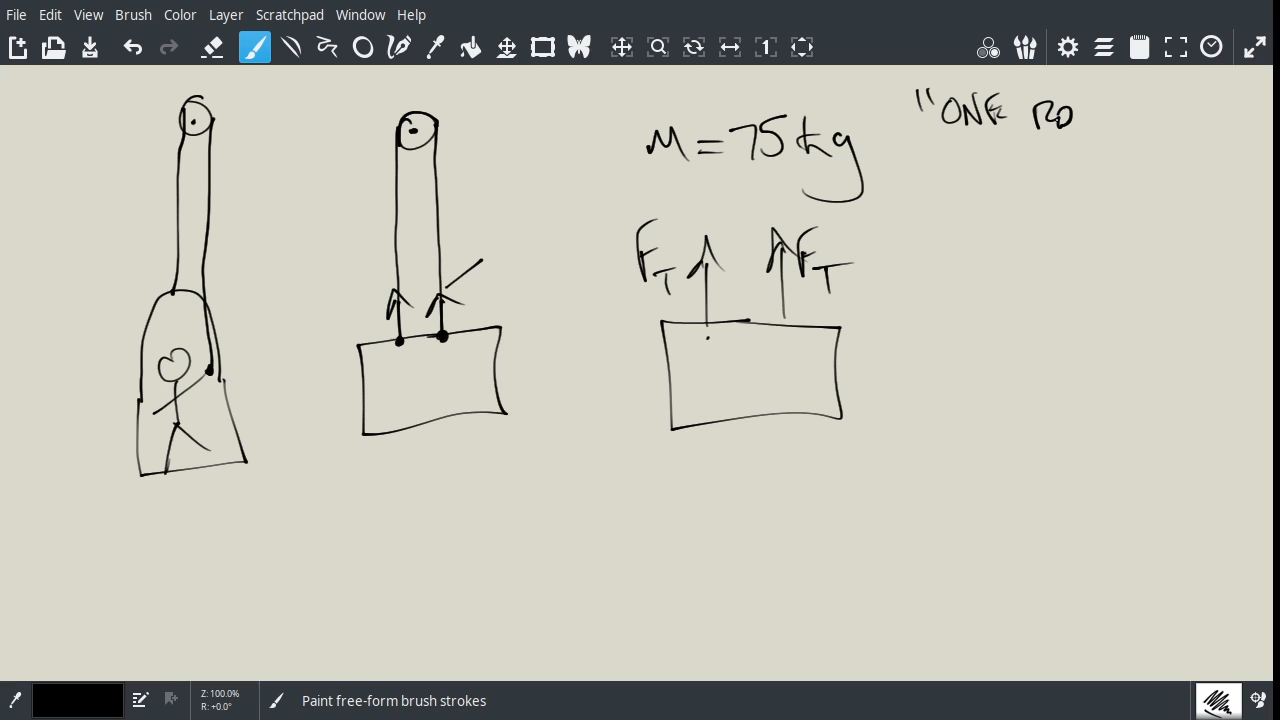 File Edit View Brush Color Layer Scratchpad Window Help
1
M = 75 kg
"ONE RO
FT FT
Z: 100.0%
R: +0.0°
Paint free-form brush strokes